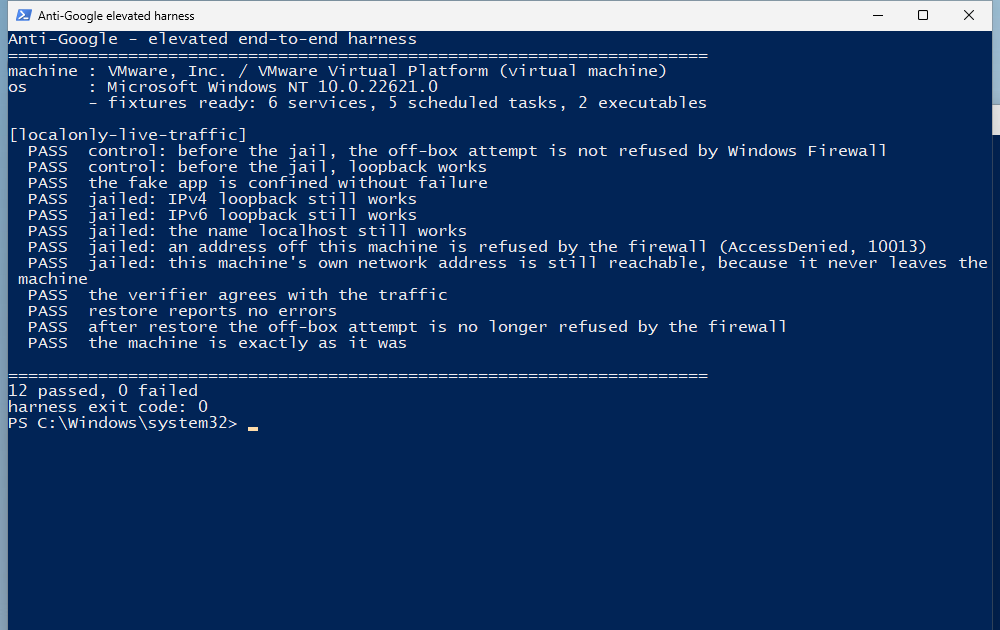 Anti-Google elevated harness
Anti-Google - elevated end-to-end harness
======================================================================
machine : VMware, Inc. / VMware Virtual Platform (virtual machine)
os      : Microsoft Windows NT 10.0.22621.0
        - fixtures ready: 6 services, 5 scheduled tasks, 2 executables
[localonly-live-traffic]
  PASS  control: before the jail, the off-box attempt is not refused by Windows Firewall
  PASS  control: before the jail, loopback works
  PASS  the fake app is confined without failure
  PASS  jailed: IPv4 loopback still works
  PASS  jailed: IPv6 loopback still works
  PASS  jailed: the name localhost still works
  PASS  jailed: an address off this machine is refused by the firewall (AccessDenied, 10013)
  PASS  jailed: this machine's own network address is still reachable, because it never leaves the
 machine
  PASS  the verifier agrees with the traffic
  PASS  restore reports no errors
  PASS  after restore the off-box attempt is no longer refused by the firewall
  PASS  the machine is exactly as it was
======================================================================
12 passed, 0 failed
harness exit code: 0
PS C:\Windows\system32>